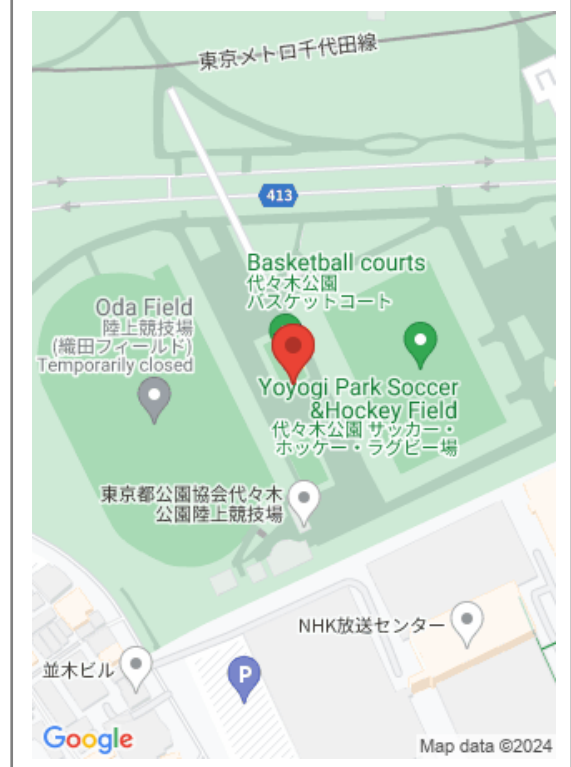 東京メトロ千代田線
413
Basketball courts
代々木公園
バスケットコート
Oda Field
陸上競技場
(織田フィールド)
Temporarily closed
Yoyogi Park Soccer
&Hockey Field
代々木公園 サッカー・
ホッケー・ラグビー場
東京都公園協会代々木
公園陸上競技場
NHK放送センター
並木ビル
P
Google
Map data ©2024